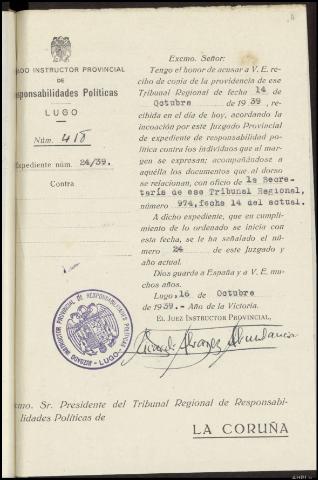 ADO INSTRUCTOR PROVINCIAL
DE
esponsabilidades Políticas
LUGO
Núm. 418
Expediente núm. 24/39.
Contra
Excmo. Señor:
Tengo el honor de acusar a V. E. re-
cibo de copia de la providencia de ese
Tribunal Regional de fecha 14 de
Octubre de 1939, re-
cibida en el día de hoy, acordando la
incoación por este Juzgado Provincial
de expediente de responsabilidad po-
lítica contra los individuos que al mar-
gen se expresan; acompañándose a
aquélla los documentos que al dorso
se relacionan, con oficio de la Secre-
taría de ese Tribunal Regional,
número 974, fecha 14 del actual.
A dicho expediente, que en cumpli-
miento de lo ordenado se inicia con
esta fecha, se le ha señalado el nú-
mero 24 de este Juzgado y
año actual.
Dios guarde a España y a V. E. mu-
chos años.
Lugo, 16 de Octubre
de 1939.- Año de la Victoria.
EL JUEZ INSTRUCTOR PROVINCIAL,
JUZGADO INSTRUCTOR PROVINCIAL DE RESPONSABILIDADES POLITICAS
-LUGO-
cmo. Sr. Presidente del Tribunal Regional de Responsabi-
lidades Políticas de
LA CORUÑA